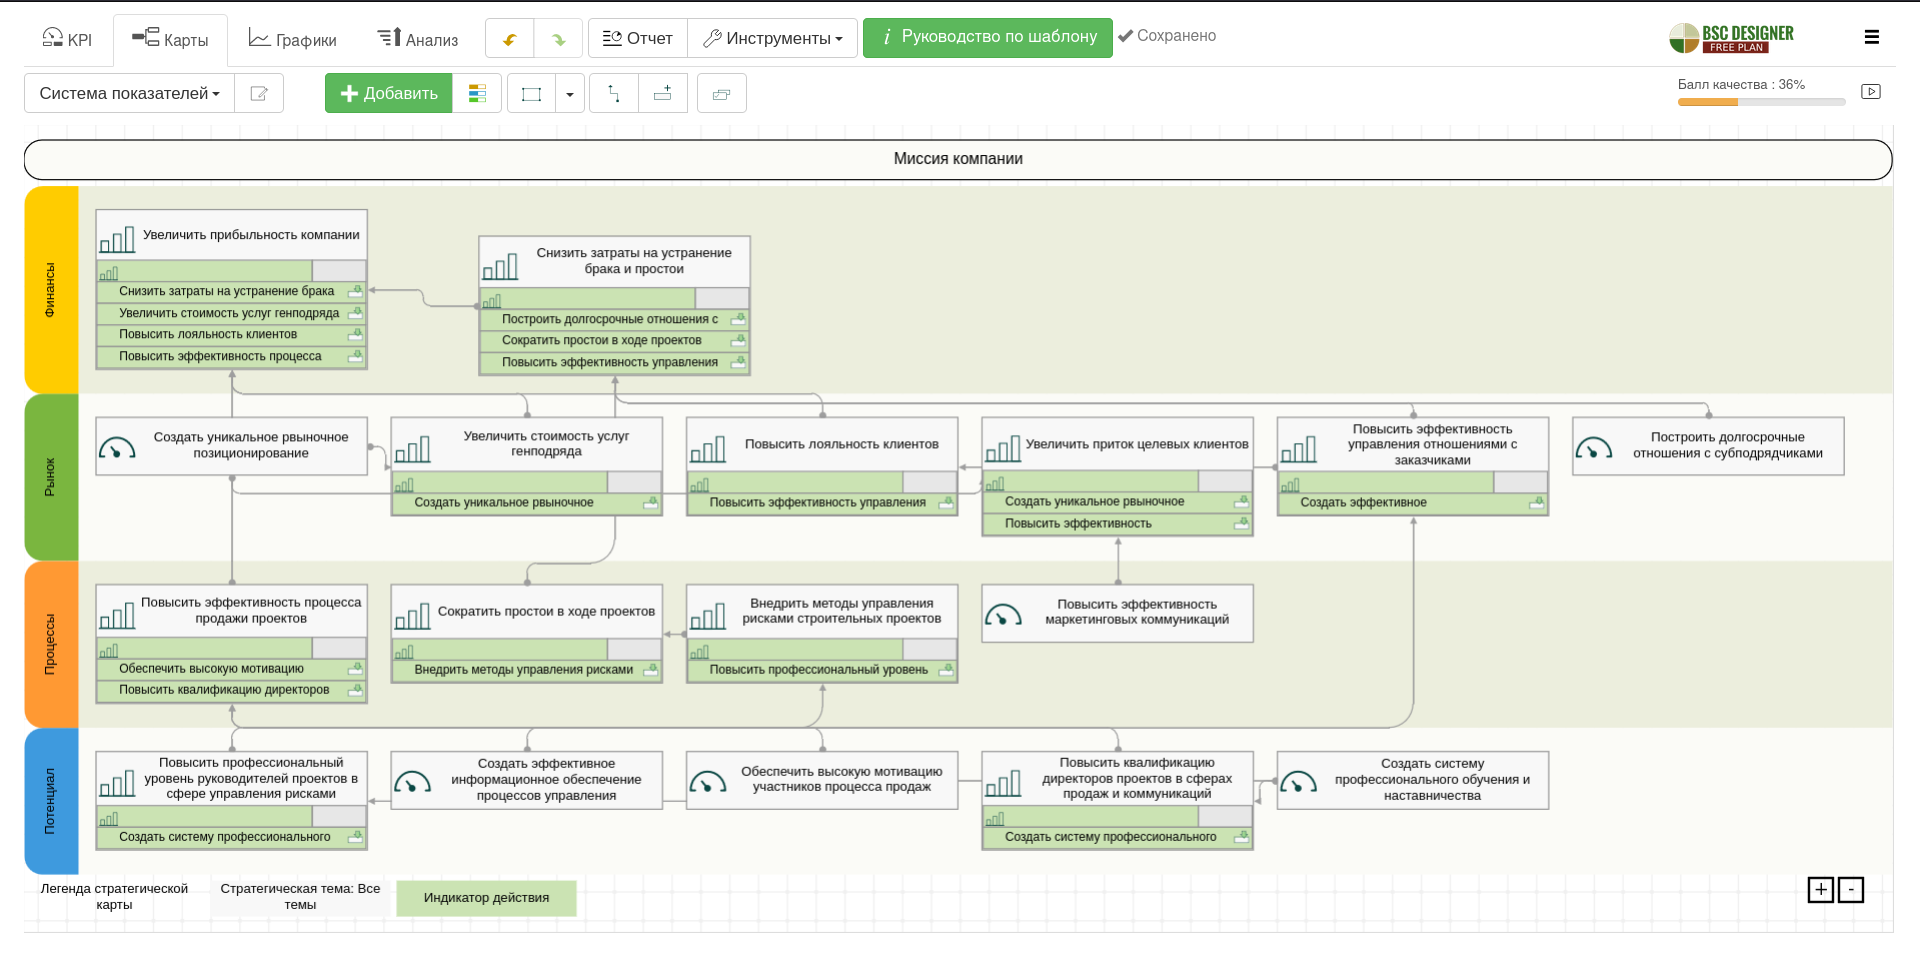 KPI
Карты
Графики
Анализ
Отчет
Инструменты
i Руководство по шаблону
Сохранено
BSC DESIGNER
FREE PLAN
Система показателей
Добавить
Балл качества : 36%
Миссия компании
Финансы
Увеличить прибыльность компании
Снизить затраты на устранение брака
Увеличить стоимость услуг генподряда
Повысить лояльность клиентов
Повысить эффективность процесса
Снизить затраты на устранение
брака и простои
Построить долгосрочные отношения с
Сократить простои в ходе проектов
Повысить эффективность управления
Рынок
Создать уникальное рвыночное
позиционирование
Увеличить стоимость услуг
генподряда
Создать уникальное рвыночное
Повысить лояльность клиентов
Повысить эффективность управления
Увеличить приток целевых клиентов
Создать уникальное рвыночное
Повысить эффективность
Повысить эффективность
управления отношениями с
заказчиками
Создать эффективное
Построить долгосрочные
отношения с субподрядчиками
Процессы
Повысить эффективность процесса
продажи проектов
Обеспечить высокую мотивацию
Повысить квалификацию директоров
Сократить простои в ходе проектов
Внедрить методы управления рисками
Внедрить методы управления
рисками строительных проектов
Повысить профессиональный уровень
Повысить эффективность
маркетинговых коммуникаций
Потенциал
Повысить профессиональный
уровень руководителей проектов в
сфере управления рисками
Создать систему профессионального
Создать эффективное
информационное обеспечение
процессов управления
Обеспечить высокую мотивацию
участников процесса продаж
Повысить квалификацию
директоров проектов в сферах
продаж и коммуникаций
Создать систему профессионального
Создать систему
профессионального обучения и
наставничества
Легенда стратегической
карты
Стратегическая тема: Все
темы
Индикатор действия
+ -